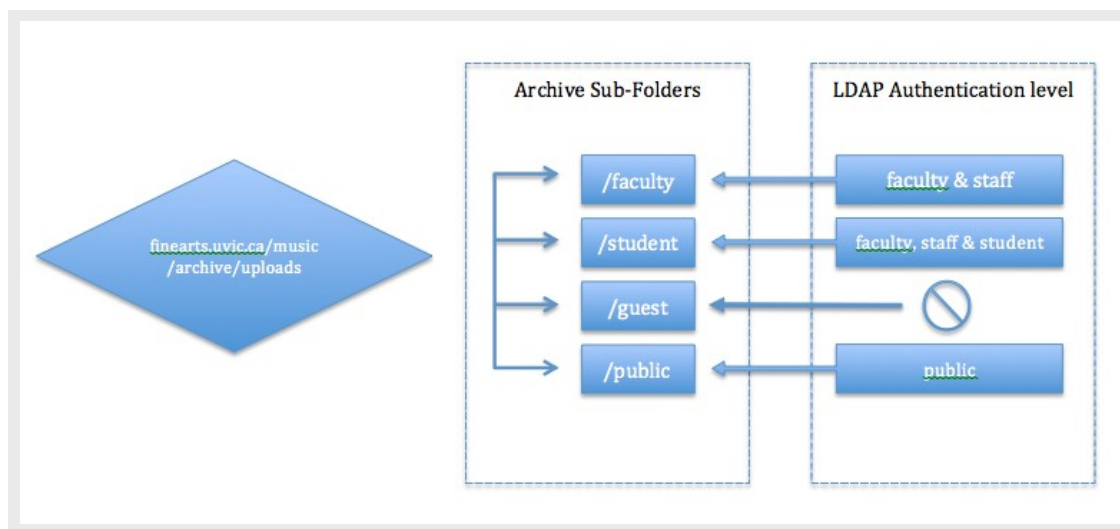 finearts.uvic.ca/music
/archive/uploads
Archive Sub-Folders
/faculty
/student
/guest
/public
LDAP Authentication level
faculty & staff
faculty, staff & student
public